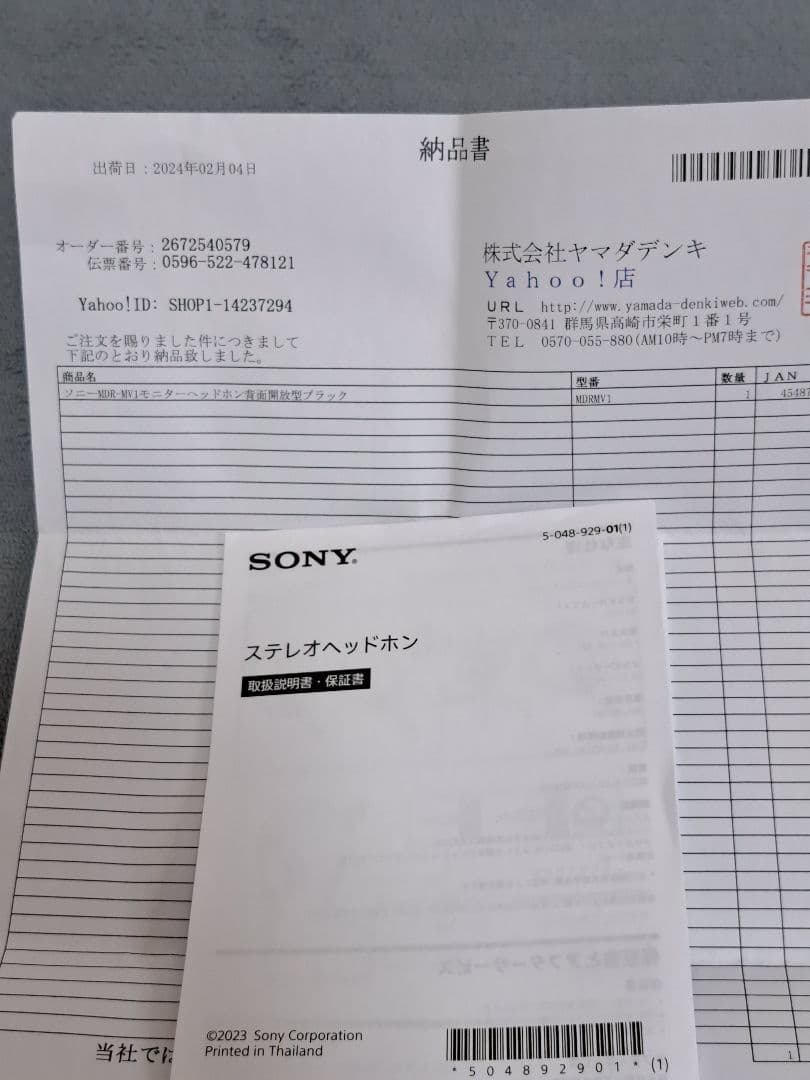 納品書
出荷日：2024年02月04日
オーダー番号：2672540579
伝票番号：0596-522-478121
Yahoo!ID: SHOP1-14237294
ご注文を賜りました件につきまして
下記のとおり納品致しました。
株式会社ヤマダデンキ
Yahoo!店
URL http://www.yamada-denkiweb.com/
〒370-0841 群馬県高崎市栄町1番1号
TEL 0570-055-880(AM10時～PM7時まで)
商品名 型番 数量 JAN
ソニーMDR-MV1モニターヘッドホン背面開放型ブラック MDRMV1 1 45487
5-048-929-01(1)
SONY®
ステレオヘッドホン
取扱説明書・保証書
©2023 Sony Corporation
Printed in Thailand
*504892901* (1)
当社では
1